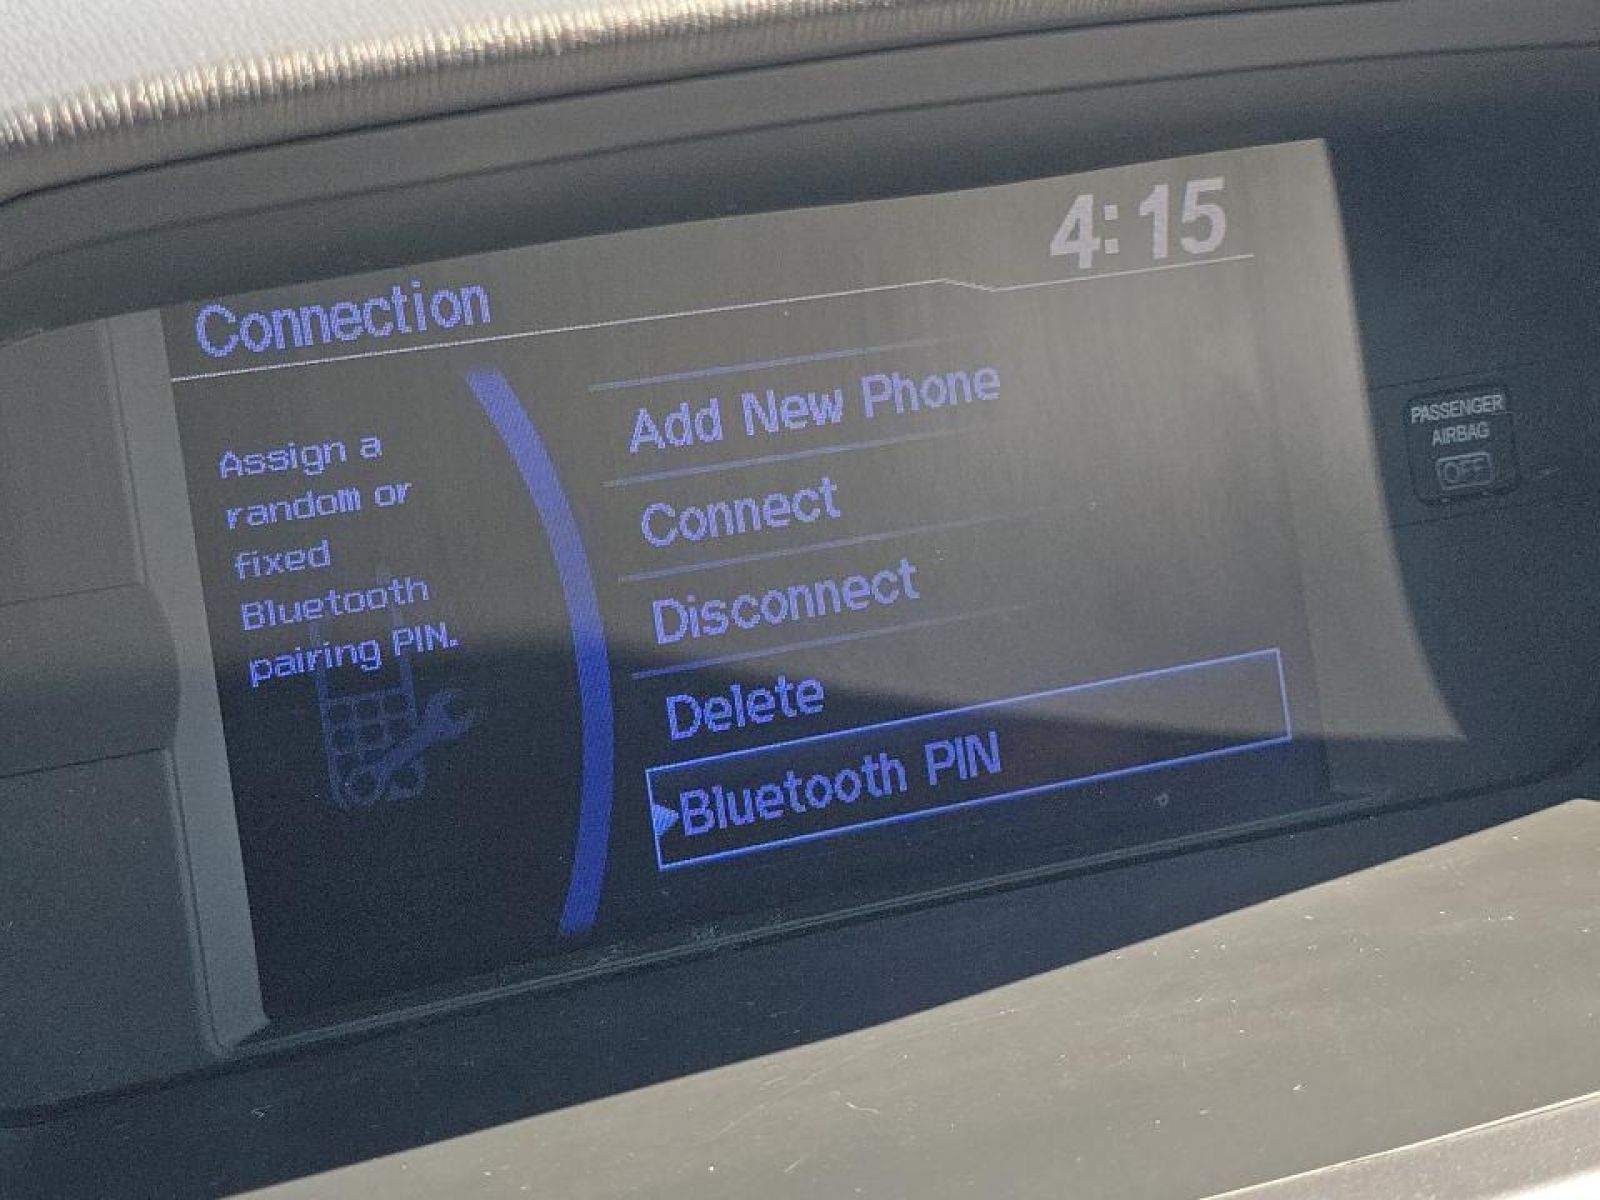 4:15
Connection
Assign a
random or
fixed
Bluetooth
pairing PIN.
Add New Phone
Connect
Disconnect
Delete
Bluetooth PIN
PASSENGER
AIRBAG
OFF